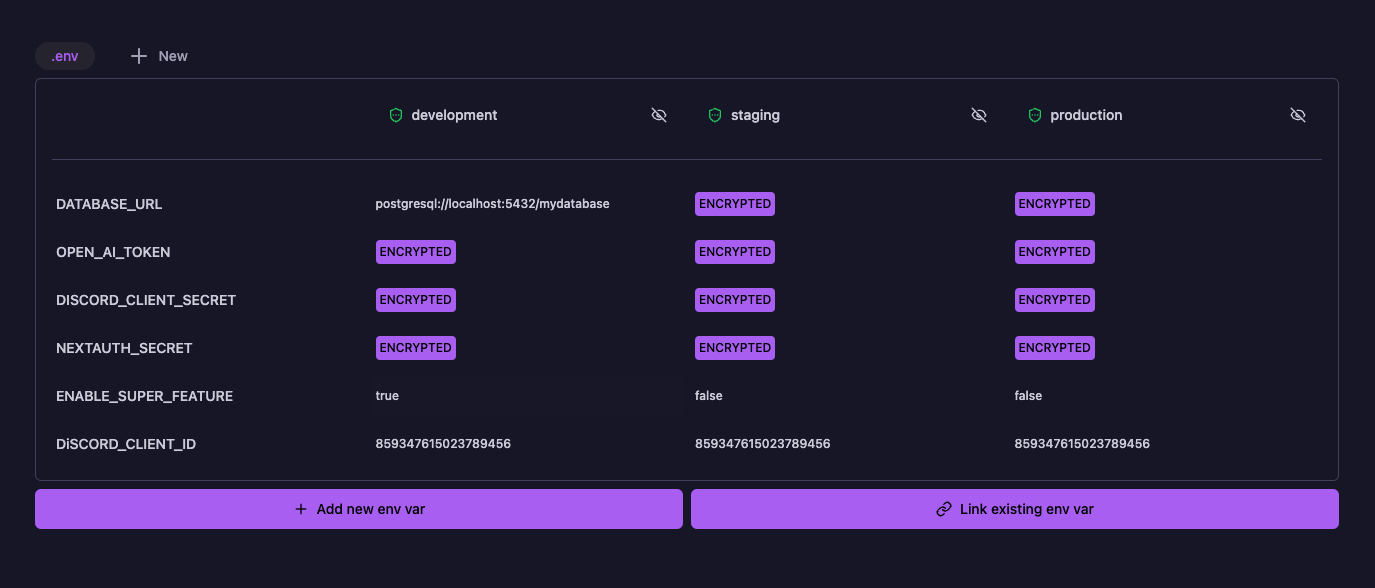 .env New
development staging production
DATABASE_URL postgresql://localhost:5432/mydatabase ENCRYPTED ENCRYPTED
OPEN_AI_TOKEN ENCRYPTED ENCRYPTED ENCRYPTED
DISCORD_CLIENT_SECRET ENCRYPTED ENCRYPTED ENCRYPTED
NEXTAUTH_SECRET ENCRYPTED ENCRYPTED ENCRYPTED
ENABLE_SUPER_FEATURE true false false
DiSCORD_CLIENT_ID 859347615023789456 859347615023789456 859347615023789456
Add new env var Link existing env var